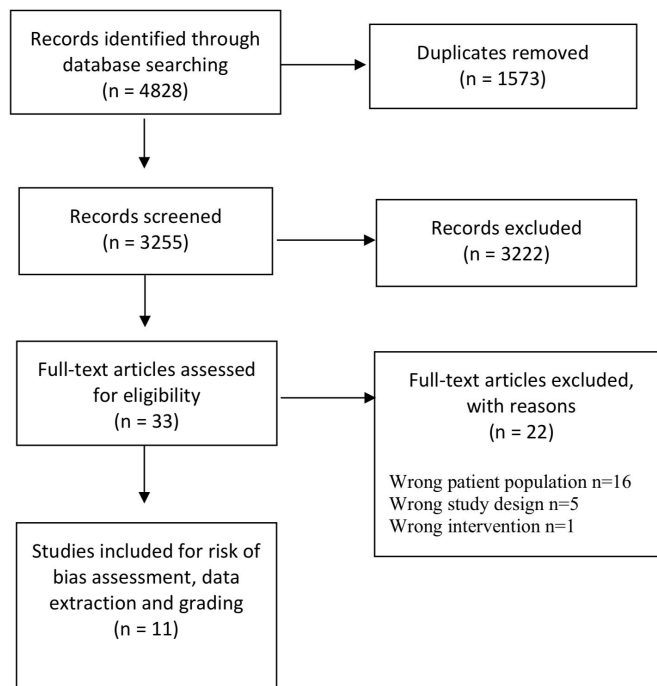 Records identified through
database searching
(n = 4828)
Duplicates removed
(n = 1573)
Records screened
(n = 3255)
Records excluded
(n = 3222)
Full-text articles assessed
for eligibility
(n = 33)
Full-text articles excluded,
with reasons
(n = 22)
Wrong patient population n=16
Wrong study design n=5
Wrong intervention n=1
Studies included for risk of
bias assessment, data
extraction and grading
(n = 11)